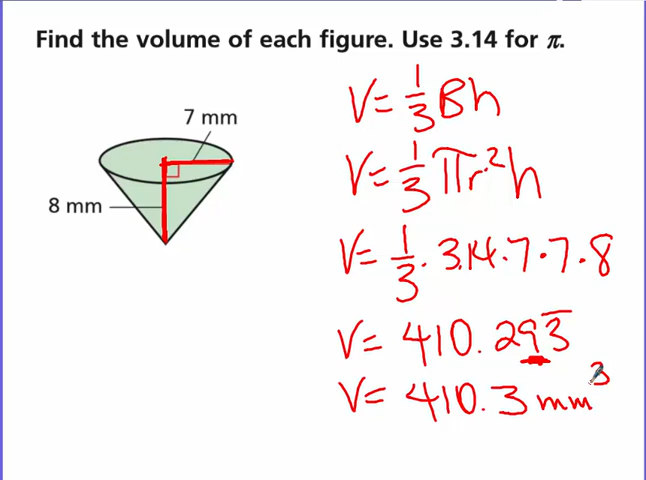 Find the volume of each figure. Use 3.14 for π.
7 mm
8 mm
V= 1/3 Bh
V= 1/3 πr²h
V= 1/3 · 3.14 · 7 · 7 · 8
V= 410.293̅
V= 410.3 mm³